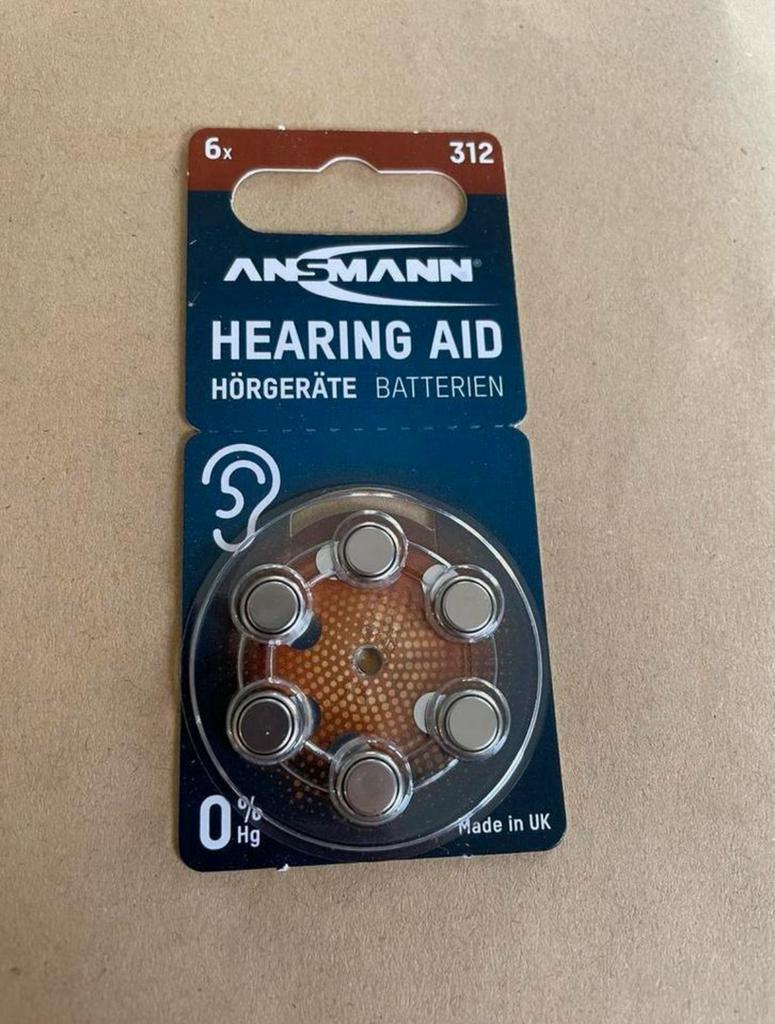 6x 312
ANSMANN®
HEARING AID
HÖRGERÄTE BATTERIEN
0% Hg
Made in UK